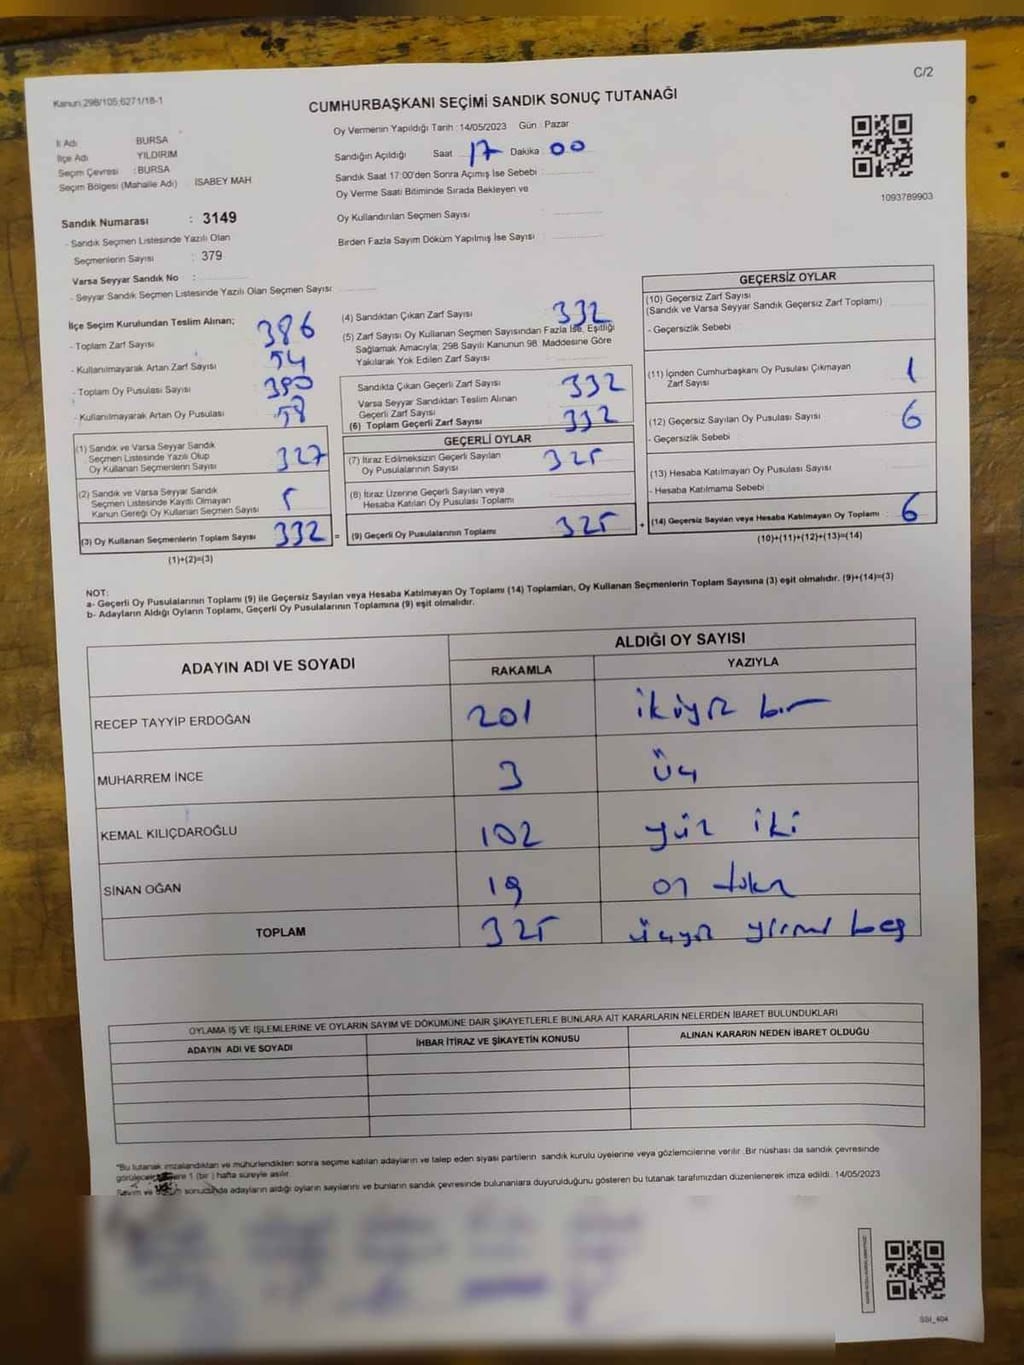 C/2
Kanun 298/105,6271/18-1
CUMHURBAŞKANI SEÇİMİ SANDIK SONUÇ TUTANAĞI
İl Adı BURSA
İlçe Adı YILDIRIM
Seçim Çevresi : BURSA
Seçim Bölgesi (Mahalle Adı) : İSABEY MAH
Sandık Numarası : 3149
- Sandık Seçmen Listesinde Yazılı Olan
Seçmenlerin Sayısı : 379
Varsa Seyyar Sandık No :
- Seyyar Sandık Seçmen Listesinde Yazılı Olan Seçmen Sayısı :
Oy Vermenin Yapıldığı Tarih : 14/05/2023 Gün : Pazar
Sandığın Açıldığı Saat 17 Dakika 00
Sandık Saat 17:00'den Sonra Açımış İse Sebebi :
Oy Verme Saati Bitiminde Sırada Bekleyen ve
Oy Kullandırılan Seçmen Sayısı
Birden Fazla Sayım Döküm Yapılmış İse Sayısı :
1093789903
İlçe Seçim Kurulundan Teslim Alınan;
- Toplam Zarf Sayısı 386
- Kullanılmayarak Artan Zarf Sayısı 54
- Toplam Oy Pusulası Sayısı 390
- Kullanılmayarak Artan Oy Pusulası 58
(1) Sandık ve Varsa Seyyar Sandık
Seçmen Listesinde Yazılı Olup
Oy Kullanan Seçmenlerin Sayısı 327
(2) Sandık ve Varsa Seyyar Sandık
Seçmen Listesinde Kayıtlı Olmayan
Kanun Gereği Oy Kullanan Seçmen Sayısı 5
(3) Oy Kullanan Seçmenlerin Toplam Sayısı 332 =
(1)+(2)=(3)
(4) Sandıktan Çıkan Zarf Sayısı 332
(5) Zarf Sayısı Oy Kullanan Seçmen Sayısından Fazla İse, Eşitliği
Sağlamak Amacıyla; 298 Sayılı Kanunun 98. Maddesine Göre
Yakılarak Yok Edilen Zarf Sayısı
Sandıkta Çıkan Geçerli Zarf Sayısı 332
Varsa Seyyar Sandıktan Teslim Alınan
Geçerli Zarf Sayısı
(6) Toplam Geçerli Zarf Sayısı 332
GEÇERLİ OYLAR
(7) İtiraz Edilmeksizin Geçerli Sayılan
Oy Pusulalarının Sayısı 325
(8) İtiraz Üzerine Geçerli Sayılan veya
Hesaba Katılan Oy Pusulası Toplamı
(9) Geçerli Oy Pusulalarının Toplamı 325 +
GEÇERSİZ OYLAR
(10) Geçersiz Zarf Sayısı
(Sandık ve Varsa Seyyar Sandık Geçersiz Zarf Toplamı)
- Geçersizlik Sebebi
(11) İçinden Cumhurbaşkanı Oy Pusulası Çıkmayan
Zarf Sayısı 1
(12) Geçersiz Sayılan Oy Pusulası Sayısı 6
- Geçersizlik Sebebi
(13) Hesaba Katılmayan Oy Pusulası Sayısı
- Hesaba Katılmama Sebebi
(14) Geçersiz Sayılan veya Hesaba Katılmayan Oy Toplamı 6
(10)+(11)+(12)+(13)=(14)
NOT:
a- Geçerli Oy Pusulalarının Toplamı (9) ile Geçersiz Sayılan veya Hesaba Katılmayan Oy Toplamı (14) Toplamları, Oy Kullanan Seçmenlerin Toplam Sayısına (3) eşit olmalıdır. (9)+(14)=(3)
b- Adayların Aldığı Oyların Toplamı, Geçerli Oy Pusulalarının Toplamına (9) eşit olmalıdır.
ADAYIN ADI VE SOYADI ALDIĞI OY SAYISI
RAKAMLA YAZIYLA
RECEP TAYYİP ERDOĞAN 201 ikiyüz bir
MUHARREM İNCE 3 üç
KEMAL KILIÇDAROĞLU 102 yüz iki
SİNAN OĞAN 19 on dokuz
TOPLAM 325 üçyüz yirmi beş
OYLAMA İŞ VE İŞLEMLERİNE VE OYLARIN SAYIM VE DÖKÜMÜNE DAİR ŞİKAYETLERLE BUNLARA AİT KARARLARIN NELERDEN İBARET BULUNDUKLARI
ADAYIN ADI VE SOYADI İHBAR İTİRAZ VE ŞİKAYETİN KONUSU ALINAN KARARIN NEDEN İBARET OLDUĞU
"Bu tutanak imzalandıktan ve mühürlendikten sonra seçime katılan adayların ve talep eden siyasi partilerin sandık kurulu üyelerine veya gözlemcilerine verilir. Bir nüshası da sandık çevresinde
1 (bir ) hafta süreyle asılır.
Sayım ve sonucunda adayların aldığı oyların sayılarını ve bunların sandık çevresinde bulunanlara duyurulduğunu gösteren bu tutanak tarafımızdan düzenlenerek imza edildi. 14/05/2023
SSI_404